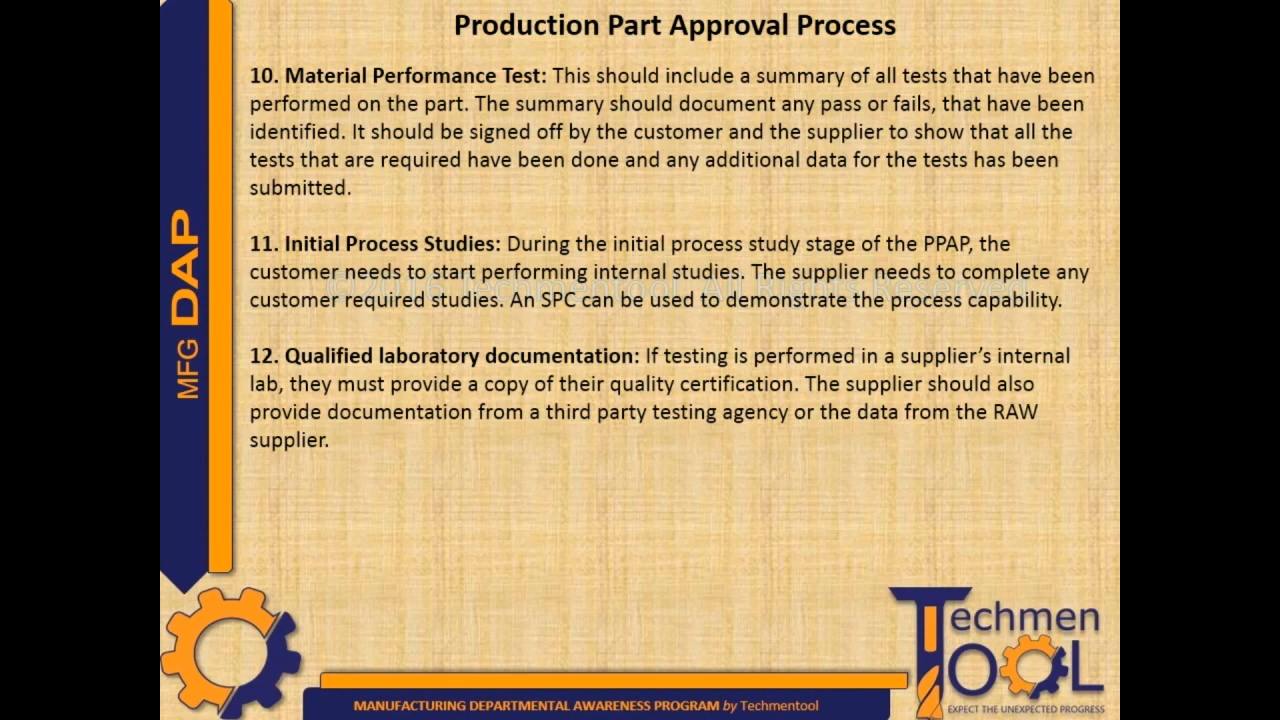 Production Part Approval Process
10. Material Performance Test: This should include a summary of all tests that have been
performed on the part. The summary should document any pass or fails, that have been
identified. It should be signed off by the customer and the supplier to show that all the
tests that are required have been done and any additional data for the tests has been
submitted.
11. Initial Process Studies: During the initial process study stage of the PPAP, the
customer needs to start performing internal studies. The supplier needs to complete any
customer required studies. An SPC can be used to demonstrate the process capability.
©2016 Techmentool. All Rights Reserved
12. Qualified laboratory documentation: If testing is performed in a supplier's internal
lab, they must provide a copy of their quality certification. The supplier should also
provide documentation from a third party testing agency or the data from the RAW
supplier.
MFG DAP
Techmen
TOOL
EXPECT THE UNEXPECTED PROGRESS
MANUFACTURING DEPARTMENTAL AWARENESS PROGRAM by Techmentool